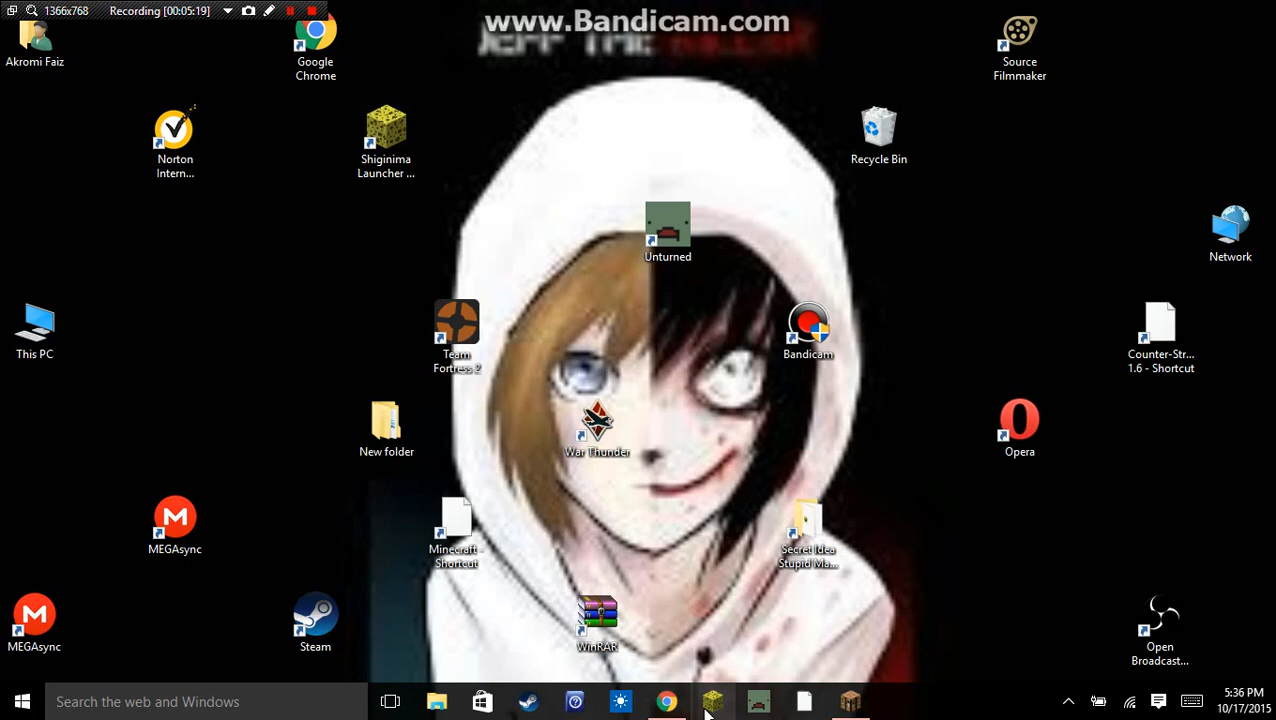 1366x768
Recording [00:05:19]
www.Bandicam.com
Jeff The Killer
Akromi Faiz
Google
Chrome
Source
Filmmaker
Norton
Intern...
Shiginima
Launcher ...
Recycle Bin
Unturned
Network
This PC
Team
Fortress 2
Bandicam
Counter-Str...
1.6 - Shortcut
New folder
War Thunder
Opera
MEGAsync
Minecraft -
Shortcut
Secret Idea
Stupid Ma...
MEGAsync
Steam
WinRAR
Open
Broadcast...
Search the web and Windows
5:36 PM
10/17/2015